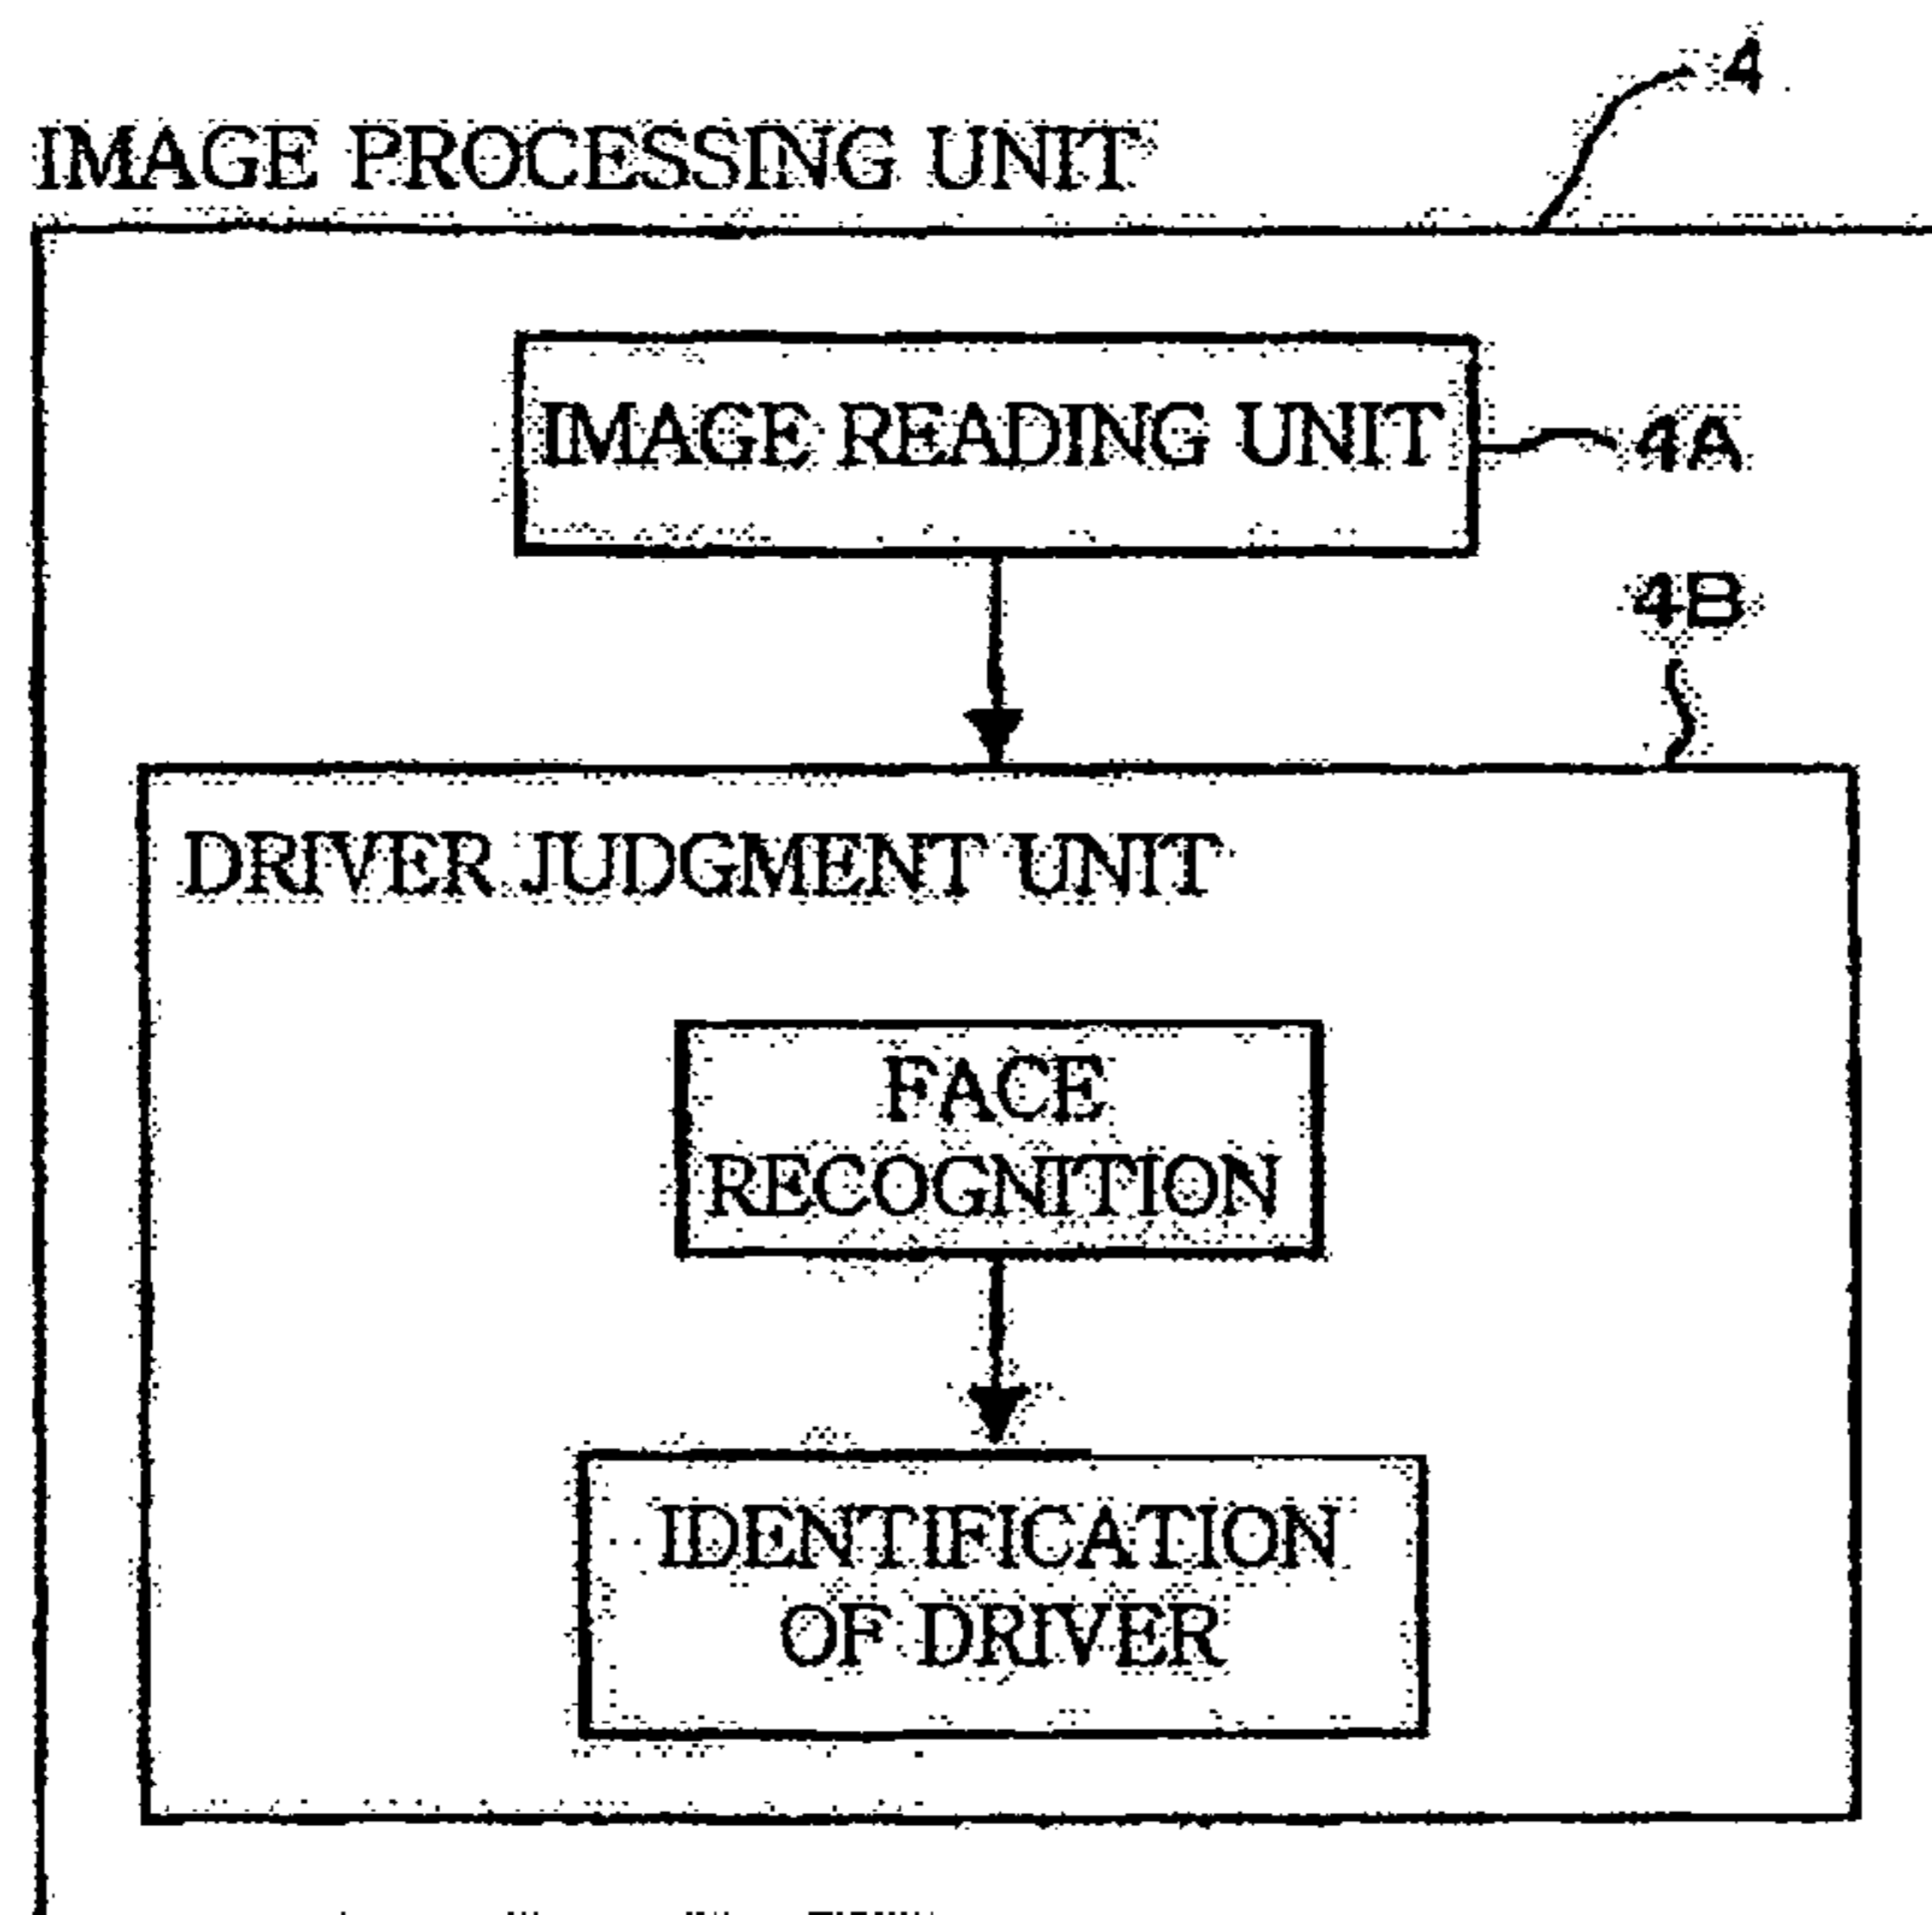 4
IMAGE PROCESSING UNIT
IMAGE READING UNIT
4A
4B
DRIVER JUDGMENT UNIT
FACE
RECOGNITION
IDENTIFICATION
OF DRIVER